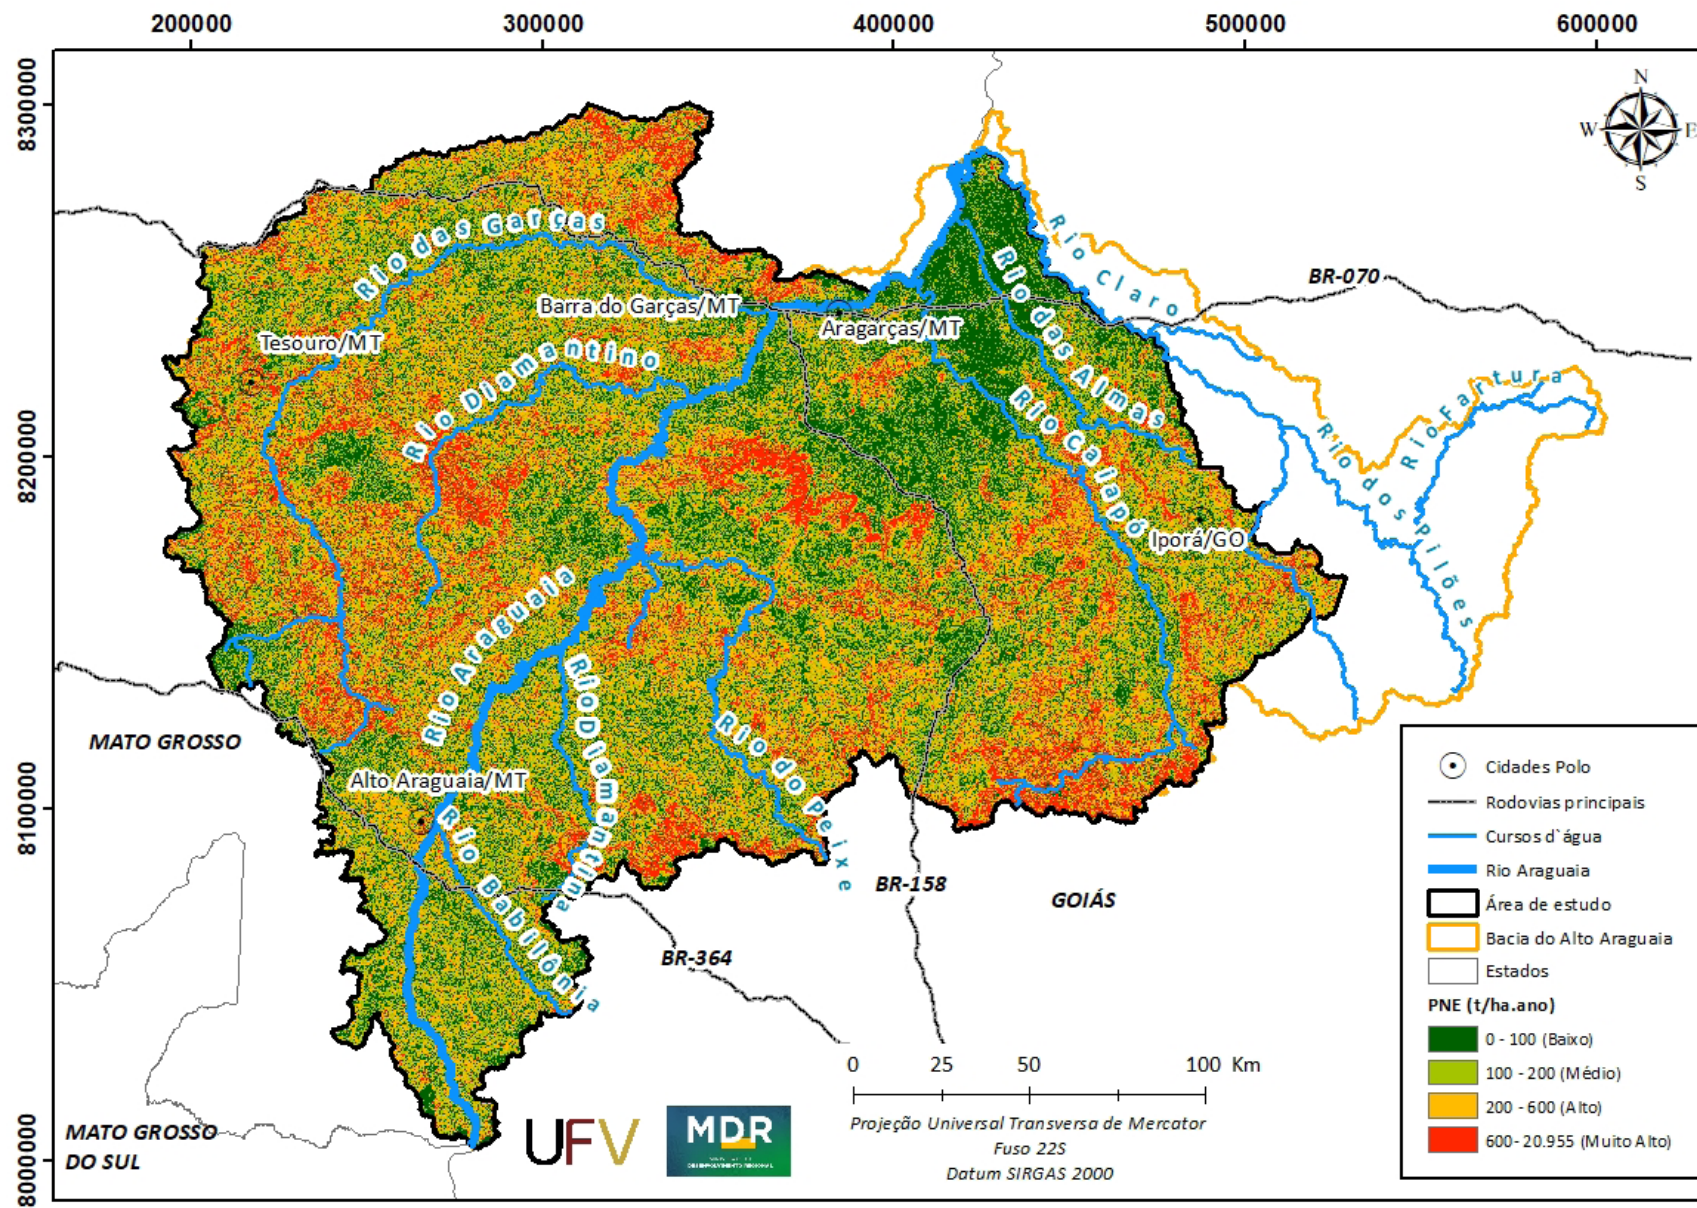 200000
300000
400000
500000
600000
8300000
8200000
8100000
8000000
N
W
E
S
Rio das Garças
Rio Claro
BR-070
Barra do Garças/MT
Aragarças/MT
Tesouro/MT
Rio das Almas
Rio Diamantino
Rio Fartura
Rio Caiapó
Rio dos Pilões
Iporá/GO
Rio Araguaia
Rio Diamantina
Rio do Peixe
MATO GROSSO
Alto Araguaia/MT
Rio Babilônia
BR-158
GOIÁS
BR-364
MATO GROSSO
DO SUL
UFV
MDR
DESENVOLVIMENTO REGIONAL
0 25 50 100 Km
Projeção Universal Transversa de Mercator
Fuso 22S
Datum SIRGAS 2000
Cidades Polo
Rodovias principais
Cursos d`água
Rio Araguaia
Área de estudo
Bacia do Alto Araguaia
Estados
PNE (t/ha.ano)
0 - 100 (Baixo)
100 - 200 (Médio)
200 - 600 (Alto)
600- 20.955 (Muito Alto)